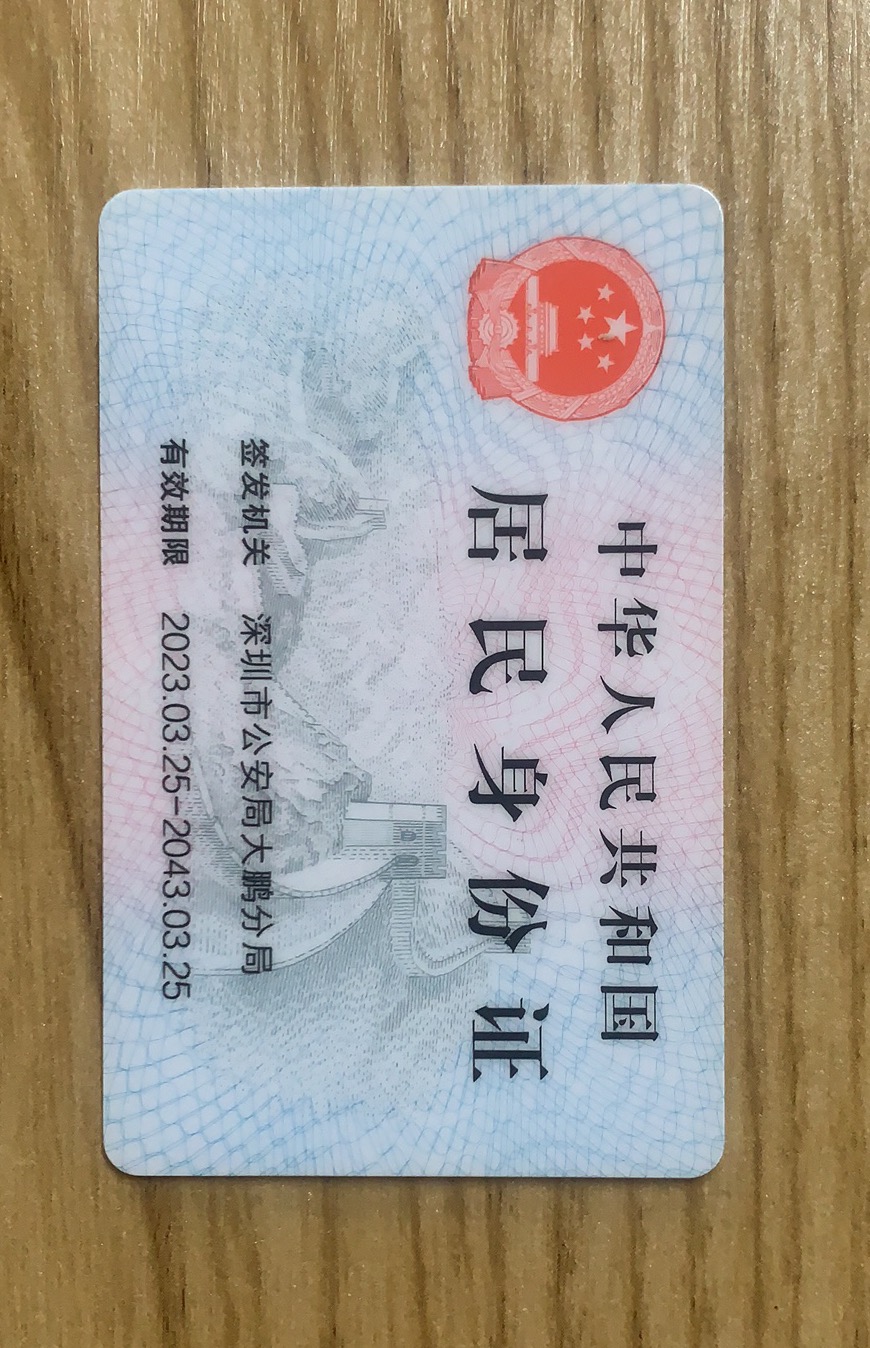 中华人民共和国
居民身份证
签发机关 深圳市公安局大鹏分局
有效期限 2023.03.25-2043.03.25